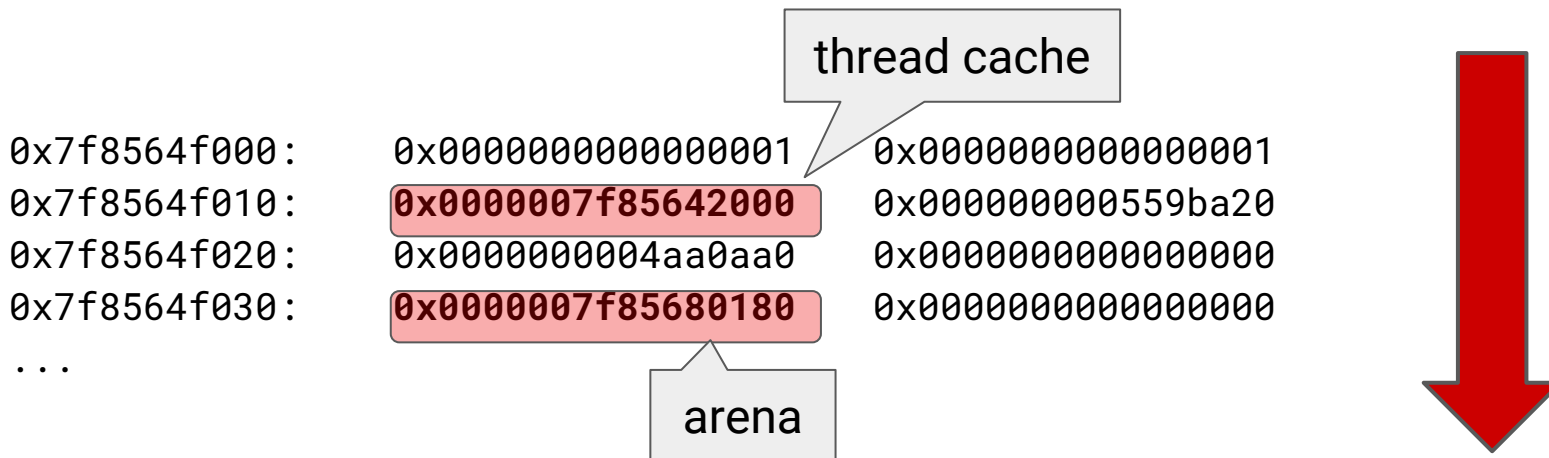 thread cache
0x7f8564f000: 0x0000000000000001 0x0000000000000001
0x7f8564f010: 0x0000007f85642000 0x000000000559ba20
0x7f8564f020: 0x0000000004aa0aa0 0x0000000000000000
0x7f8564f030: 0x0000007f85680180 0x0000000000000000
...
arena